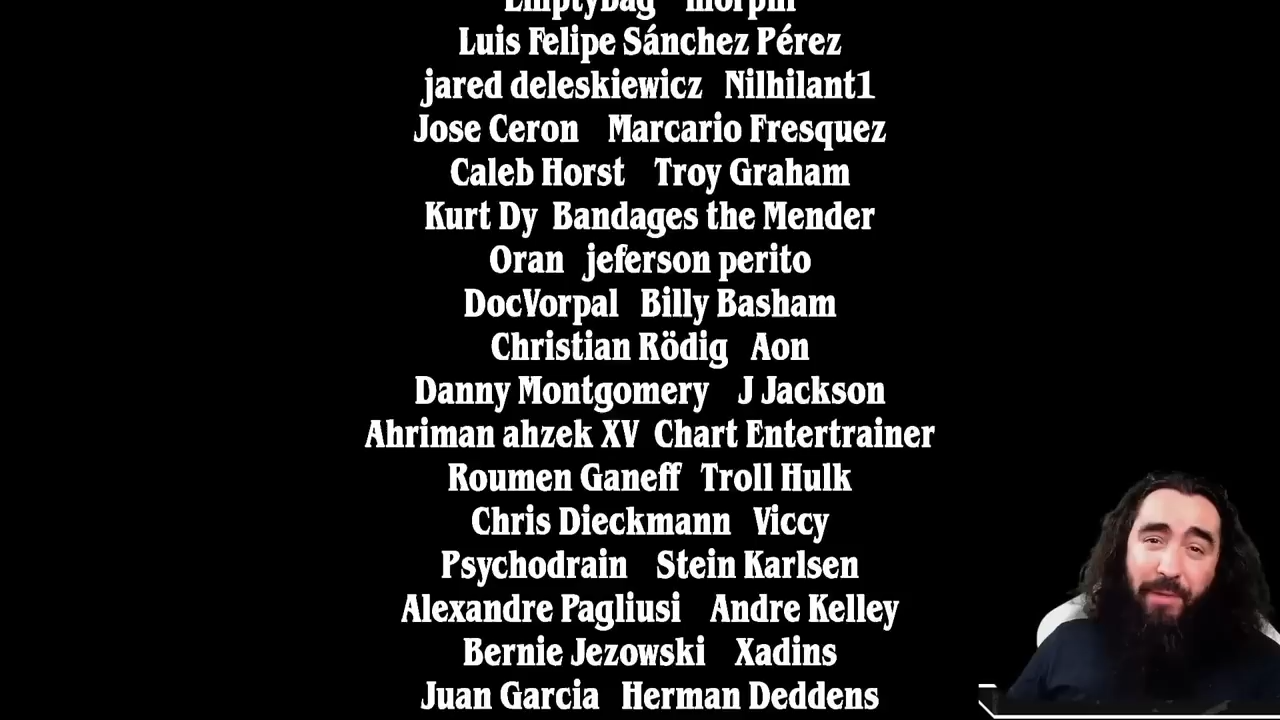 EmptyBag morphf
Luis Felipe Sánchez Pérez
jared deleskiewicz Nilhilant1
Jose Ceron Marcario Fresquez
Caleb Horst Troy Graham
Kurt Dy Bandages the Mender
Oran jeferson perito
DocVorpal Billy Basham
Christian Rödig Aon
Danny Montgomery J Jackson
Ahriman ahzek XV Chart Entertrainer
Roumen Ganeff Troll Hulk
Chris Dieckmann Viccy
Psychodrain Stein Karlsen
Alexandre Pagliusi Andre Kelley
Bernie Jezowski Xadins
Juan Garcia Herman Deddens